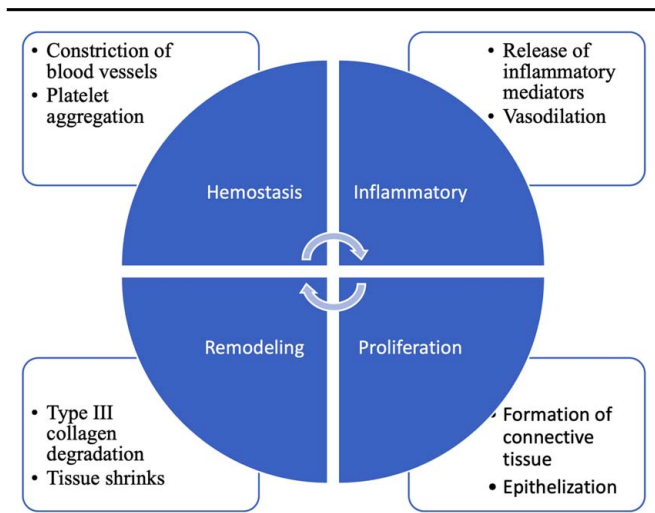 • Constriction of
blood vessels
• Platelet
aggregation
• Release of
inflammatory
mediators
• Vasodilation
Hemostasis
Inflammatory
Remodeling
Proliferation
• Type III
collagen
degradation
• Tissue shrinks
• Formation of
connective
tissue
• Epithelization